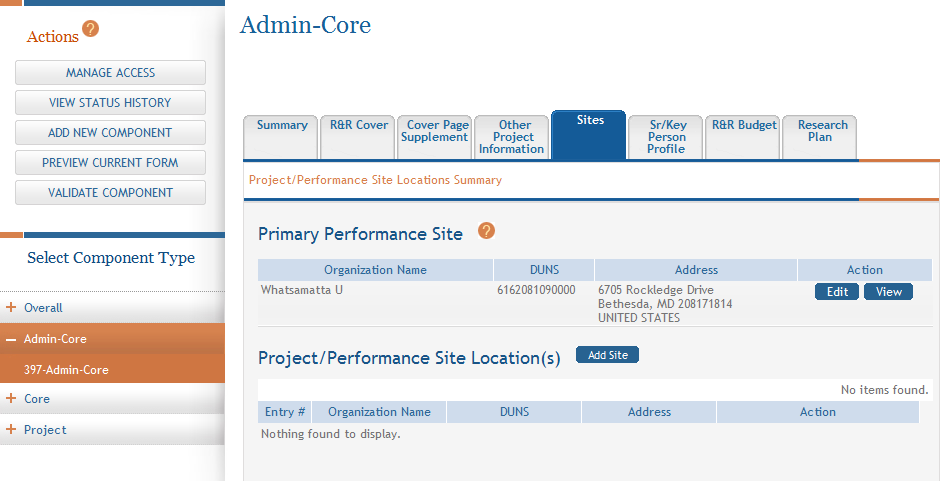 Admin-Core
Actions ?
MANAGE ACCESS
VIEW STATUS HISTORY
ADD NEW COMPONENT
PREVIEW CURRENT FORM
VALIDATE COMPONENT
Select Component Type
+ Overall
– Admin-Core
397-Admin-Core
+ Core
+ Project
Summary
R&R Cover
Cover Page
Supplement
Other
Project
Information
Sites
Sr/Key
Person
Profile
R&R Budget
Research
Plan
Project/Performance Site Locations Summary
Primary Performance Site ?
Organization Name DUNS Address Action
Whatsamatta U 6162081090000 6705 Rockledge Drive Edit View
Bethesda, MD 208171814
UNITED STATES
Project/Performance Site Location(s) Add Site
No items found.
Entry # Organization Name DUNS Address Action
Nothing found to display.